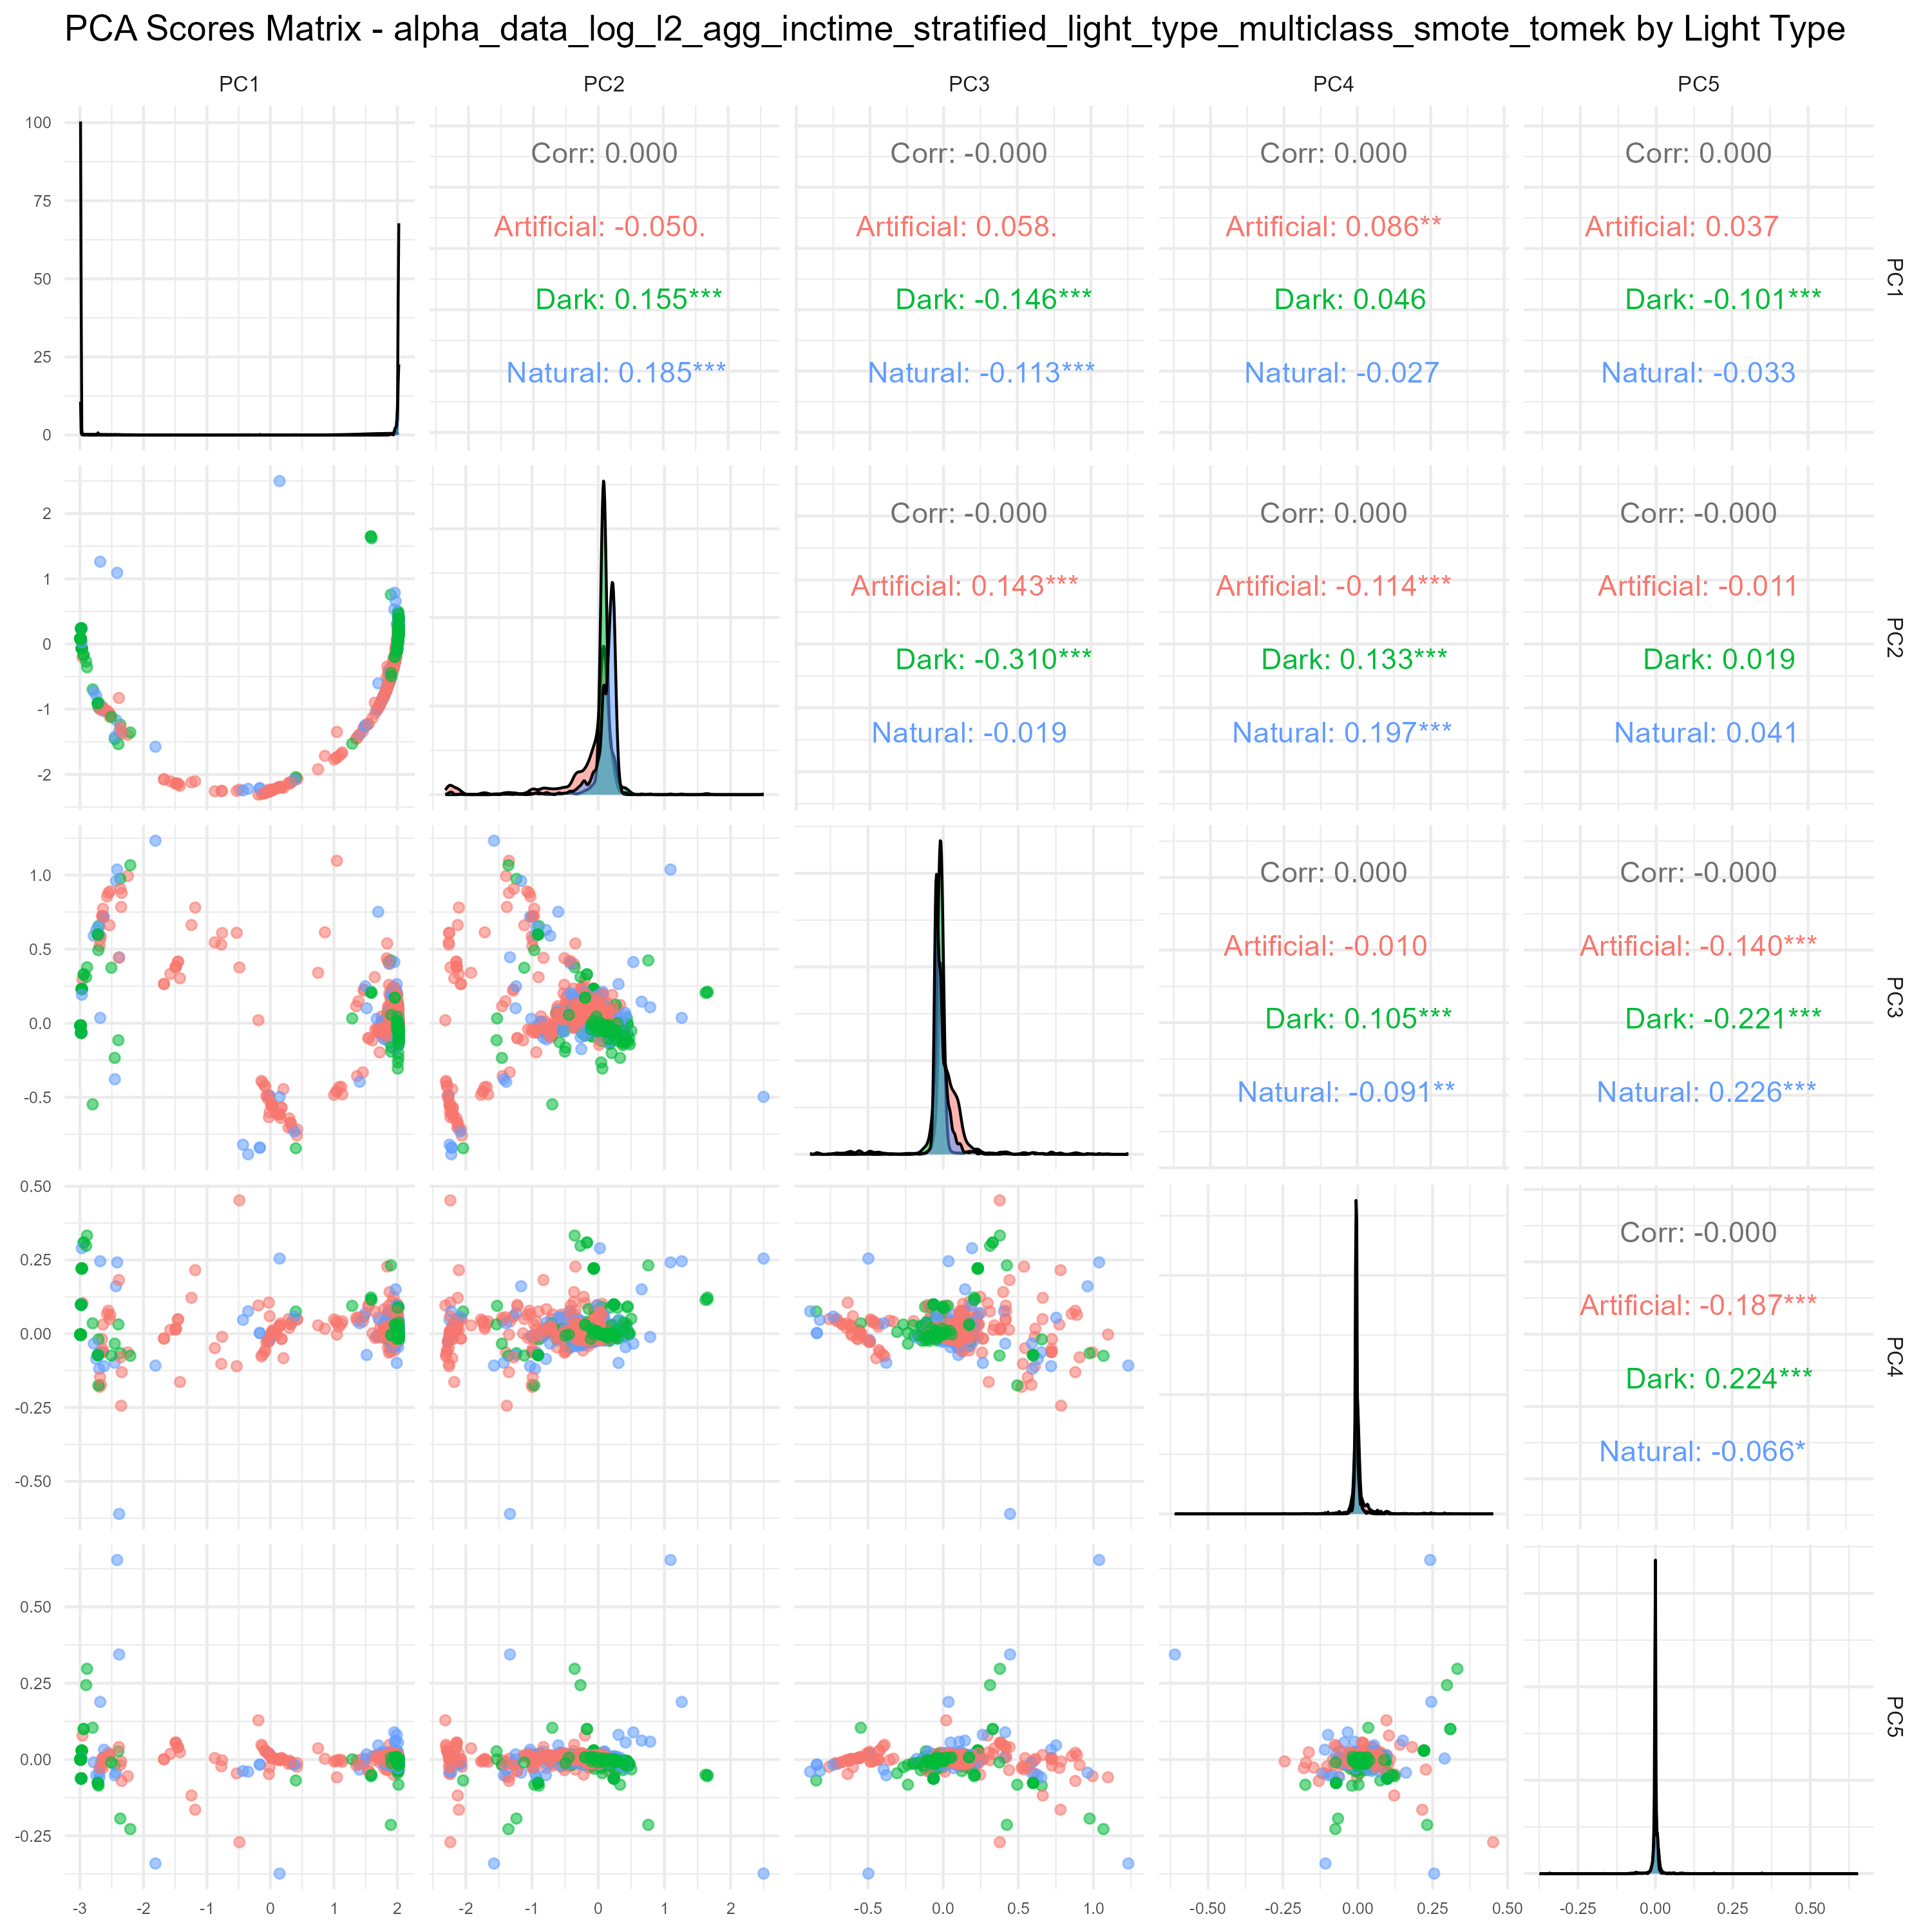 PCA Scores Matrix - alpha_data_log_l2_agg_inctime_stratified_light_type_multiclass_smote_tomek by Light Type
PC1 PC2 PC3 PC4 PC5
100
75
50
25
0
Corr: 0.000
Artificial: -0.050.
Dark: 0.155***
Natural: 0.185***
Corr: -0.000
Artificial: 0.058.
Dark: -0.146***
Natural: -0.113***
Corr: 0.000
Artificial: 0.086**
Dark: 0.046
Natural: -0.027
Corr: 0.000
Artificial: 0.037
Dark: -0.101***
Natural: -0.033
PC1
2
1
0
-1
-2
Corr: -0.000
Artificial: 0.143***
Dark: -0.310***
Natural: -0.019
Corr: 0.000
Artificial: -0.114***
Dark: 0.133***
Natural: 0.197***
Corr: -0.000
Artificial: -0.011
Dark: 0.019
Natural: 0.041
PC2
1.0
0.5
0.0
-0.5
Corr: 0.000
Artificial: -0.010
Dark: 0.105***
Natural: -0.091**
Corr: -0.000
Artificial: -0.140***
Dark: -0.221***
Natural: 0.226***
PC3
0.50
0.25
0.00
-0.25
-0.50
Corr: -0.000
Artificial: -0.187***
Dark: 0.224***
Natural: -0.066*
PC4
0.50
0.25
0.00
-0.25
PC5
-3 -2 -1 0 1 2
-2 -1 0 1 2
-0.5 0.0 0.5 1.0
-0.50 -0.25 0.00 0.25 0.50
-0.25 0.00 0.25 0.50